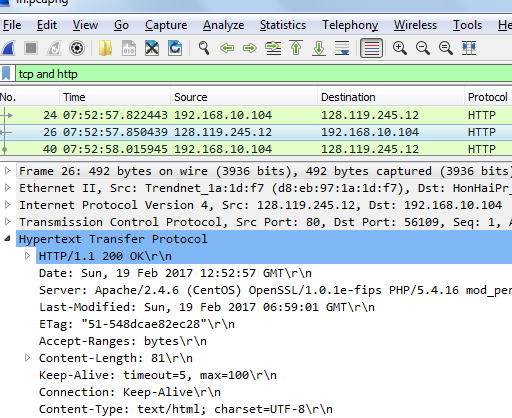 File Edit View Go Capture Analyze Statistics Telephony Wireless Tools
tcp and http
No. Time Source Destination Protocol
24 07:52:57.822443 192.168.10.104 128.119.245.12 HTTP
26 07:52:57.850439 128.119.245.12 192.168.10.104 HTTP
40 07:52:58.015945 192.168.10.104 128.119.245.12 HTTP
Frame 26: 492 bytes on wire (3936 bits), 492 bytes captured (3936 bits)
Ethernet II, Src: Trendnet_1a:1d:f7 (d8:eb:97:1a:1d:f7), Dst: HonHaiPr_
Internet Protocol Version 4, Src: 128.119.245.12, Dst: 192.168.10.104
Transmission Control Protocol, Src Port: 80, Dst Port: 56109, Seq: 1, A
Hypertext Transfer Protocol
HTTP/1.1 200 OK\r\n
Date: Sun, 19 Feb 2017 12:52:57 GMT\r\n
Server: Apache/2.4.6 (CentOS) OpenSSL/1.0.1e-fips PHP/5.4.16 mod_per
Last-Modified: Sun, 19 Feb 2017 06:59:01 GMT\r\n
ETag: "51-548dcae82ec28"\r\n
Accept-Ranges: bytes\r\n
Content-Length: 81\r\n
Keep-Alive: timeout=5, max=100\r\n
Connection: Keep-Alive\r\n
Content-Type: text/html; charset=UTF-8\r\n